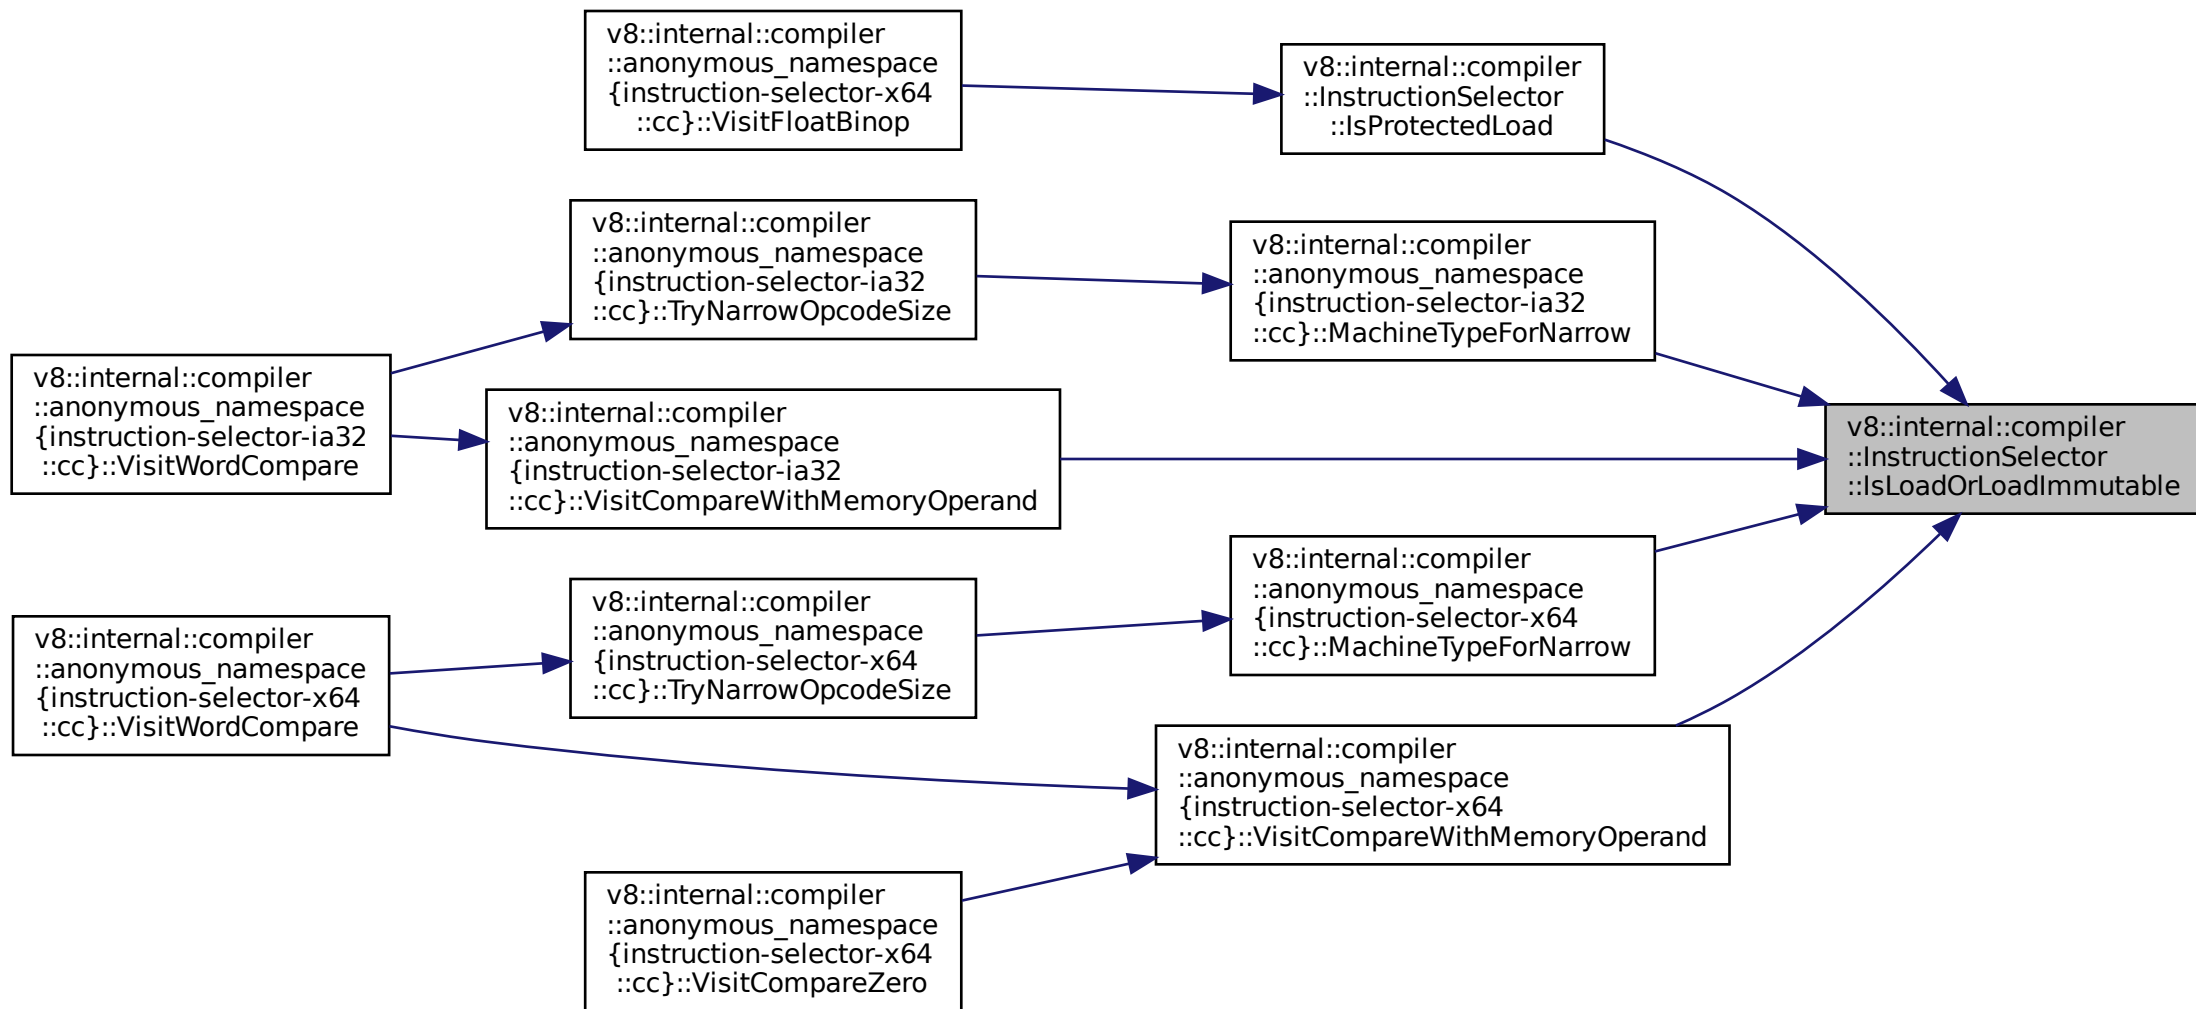 v8::internal::compiler
::anonymous_namespace
{instruction-selector-x64
::cc}::VisitFloatBinop
v8::internal::compiler
::InstructionSelector
::IsProtectedLoad
v8::internal::compiler
::anonymous_namespace
{instruction-selector-ia32
::cc}::TryNarrowOpcodeSize
v8::internal::compiler
::anonymous_namespace
{instruction-selector-ia32
::cc}::MachineTypeForNarrow
v8::internal::compiler
::anonymous_namespace
{instruction-selector-ia32
::cc}::VisitWordCompare
v8::internal::compiler
::anonymous_namespace
{instruction-selector-ia32
::cc}::VisitCompareWithMemoryOperand
v8::internal::compiler
::InstructionSelector
::IsLoadOrLoadImmutable
v8::internal::compiler
::anonymous_namespace
{instruction-selector-x64
::cc}::MachineTypeForNarrow
v8::internal::compiler
::anonymous_namespace
{instruction-selector-x64
::cc}::TryNarrowOpcodeSize
v8::internal::compiler
::anonymous_namespace
{instruction-selector-x64
::cc}::VisitWordCompare
v8::internal::compiler
::anonymous_namespace
{instruction-selector-x64
::cc}::VisitCompareWithMemoryOperand
v8::internal::compiler
::anonymous_namespace
{instruction-selector-x64
::cc}::VisitCompareZero